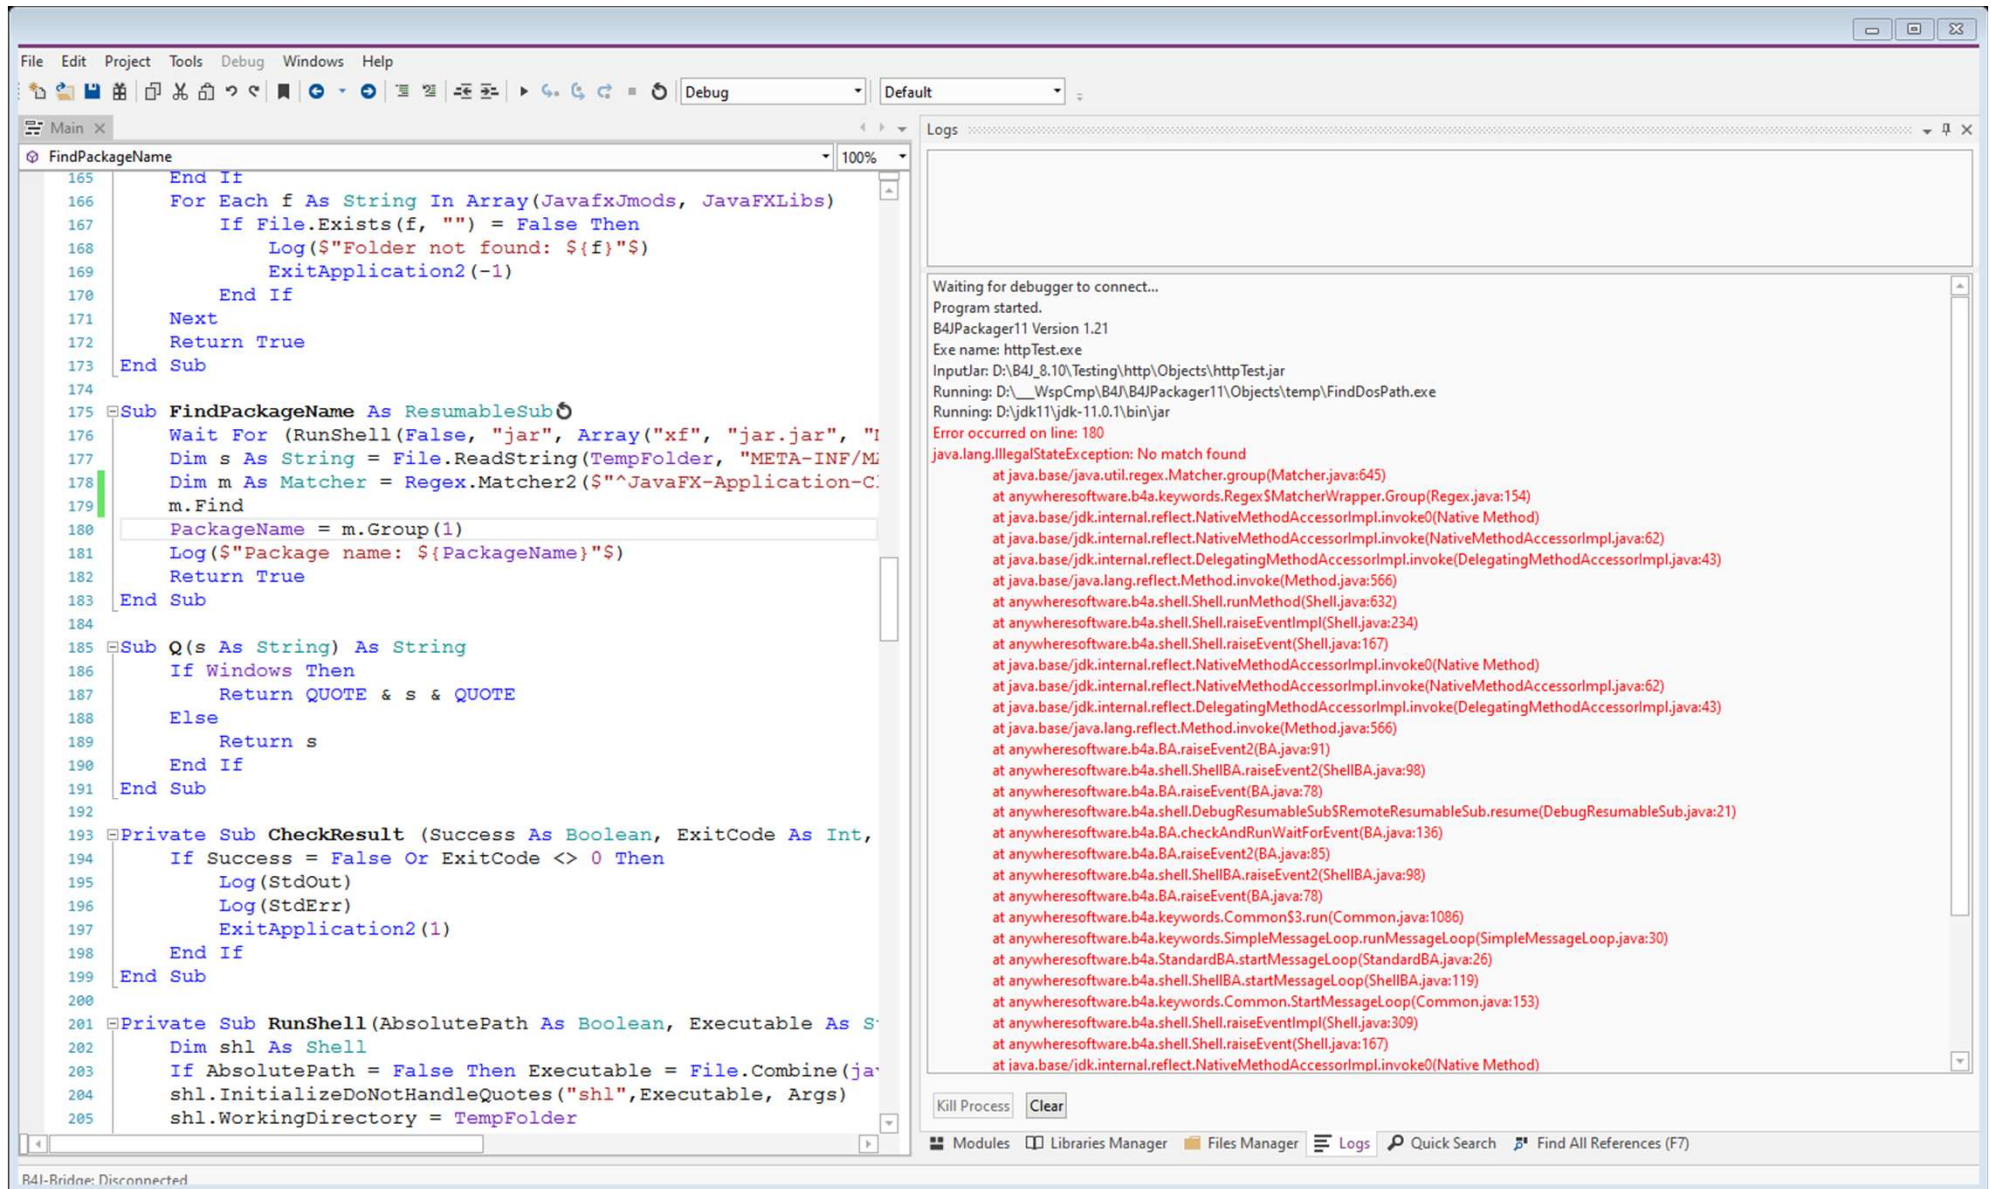 File Edit Project Tools Debug Windows Help
Debug Default
Main
Logs
FindPackageName 100%
165 End If
166 For Each f As String In Array(JavafxJmods, JavaFXLibs)
167 If File.Exists(f, "") = False Then
168 Log($"Folder not found: ${f}"$)
169 ExitApplication2(-1)
170 End If
171 Next
172 Return True
173 End Sub
174
175 Sub FindPackageName As ResumableSub
176 Wait For (RunShell(False, "jar", Array("xf", "jar.jar", "
177 Dim s As String = File.ReadString(TempFolder, "META-INF/MA
178 Dim m As Matcher = Regex.Matcher2($"^JavaFX-Application-C
179 m.Find
180 PackageName = m.Group(1)
181 Log($"Package name: ${PackageName}"$)
182 Return True
183 End Sub
184
185 Sub Q(s As String) As String
186 If Windows Then
187 Return QUOTE & s & QUOTE
188 Else
189 Return s
190 End If
191 End Sub
192
193 Private Sub CheckResult (Success As Boolean, ExitCode As Int,
194 If Success = False Or ExitCode <> 0 Then
195 Log(StdOut)
196 Log(StdErr)
197 ExitApplication2(1)
198 End If
199 End Sub
200
201 Private Sub RunShell(AbsolutePath As Boolean, Executable As S
202 Dim shl As Shell
203 If AbsolutePath = False Then Executable = File.Combine(ja
204 shl.InitializeDoNotHandleQuotes("shl",Executable, Args)
205 shl.WorkingDirectory = TempFolder
Waiting for debugger to connect...
Program started.
B4JPackager11 Version 1.21
Exe name: httpTest.exe
InputJar: D:\B4J_8.10\Testing\http\Objects\httpTest.jar
Running: D:\___WspCmp\B4J\B4JPackager11\Objects\temp\FindDosPath.exe
Running: D:\jdk11\jdk-11.0.1\bin\jar
Error occurred on line: 180
java.lang.IllegalStateException: No match found
at java.base/java.util.regex.Matcher.group(Matcher.java:645)
at anywheresoftware.b4a.keywords.Regex$MatcherWrapper.Group(Regex.java:154)
at java.base/jdk.internal.reflect.NativeMethodAccessorImpl.invoke0(Native Method)
at java.base/jdk.internal.reflect.NativeMethodAccessorImpl.invoke(NativeMethodAccessorImpl.java:62)
at java.base/jdk.internal.reflect.DelegatingMethodAccessorImpl.invoke(DelegatingMethodAccessorImpl.java:43)
at java.base/java.lang.reflect.Method.invoke(Method.java:566)
at anywheresoftware.b4a.shell.Shell.runMethod(Shell.java:632)
at anywheresoftware.b4a.shell.Shell.raiseEventImpl(Shell.java:234)
at anywheresoftware.b4a.shell.Shell.raiseEvent(Shell.java:167)
at java.base/jdk.internal.reflect.NativeMethodAccessorImpl.invoke0(Native Method)
at java.base/jdk.internal.reflect.NativeMethodAccessorImpl.invoke(NativeMethodAccessorImpl.java:62)
at java.base/jdk.internal.reflect.DelegatingMethodAccessorImpl.invoke(DelegatingMethodAccessorImpl.java:43)
at java.base/java.lang.reflect.Method.invoke(Method.java:566)
at anywheresoftware.b4a.BA.raiseEvent2(BA.java:91)
at anywheresoftware.b4a.shell.ShellBA.raiseEvent2(ShellBA.java:98)
at anywheresoftware.b4a.BA.raiseEvent(BA.java:78)
at anywheresoftware.b4a.shell.DebugResumableSub$RemoteResumableSub.resume(DebugResumableSub.java:21)
at anywheresoftware.b4a.BA.checkAndRunWaitForEvent(BA.java:136)
at anywheresoftware.b4a.BA.raiseEvent2(BA.java:85)
at anywheresoftware.b4a.shell.ShellBA.raiseEvent2(ShellBA.java:98)
at anywheresoftware.b4a.BA.raiseEvent(BA.java:78)
at anywheresoftware.b4a.keywords.Common$3.run(Common.java:1086)
at anywheresoftware.b4a.keywords.SimpleMessageLoop.runMessageLoop(SimpleMessageLoop.java:30)
at anywheresoftware.b4a.StandardBA.startMessageLoop(StandardBA.java:26)
at anywheresoftware.b4a.shell.ShellBA.startMessageLoop(ShellBA.java:119)
at anywheresoftware.b4a.keywords.Common.StartMessageLoop(Common.java:153)
at anywheresoftware.b4a.shell.Shell.raiseEventImpl(Shell.java:309)
at anywheresoftware.b4a.shell.Shell.raiseEvent(Shell.java:167)
at java.base/jdk.internal.reflect.NativeMethodAccessorImpl.invoke0(Native Method)
Kill Process Clear
Modules Libraries Manager Files Manager Logs Quick Search Find All References (F7)
B4J-Bridge: Disconnected